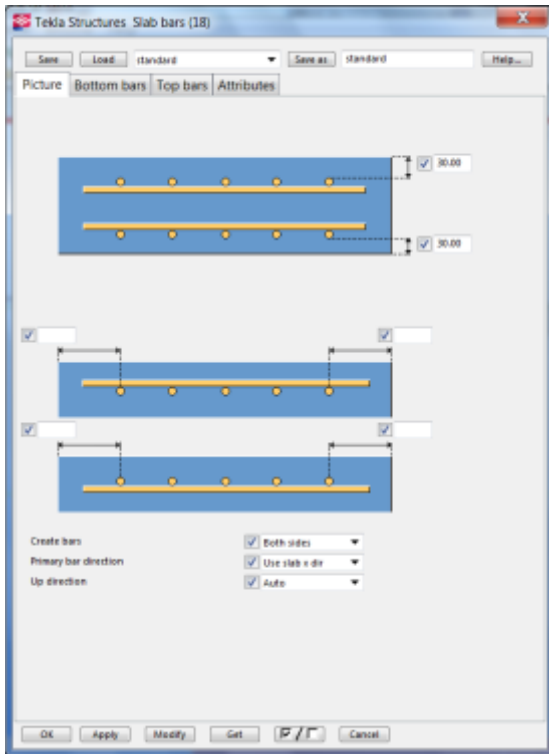 Tekla Structures Slab bars (18)
Save Load standard Save as standard Help...
Picture Bottom bars Top bars Attributes
30.00
30.00
Create bars Both sides
Primary bar direction Use slab x dir
Up direction Auto
OK Apply Modify Get / Cancel